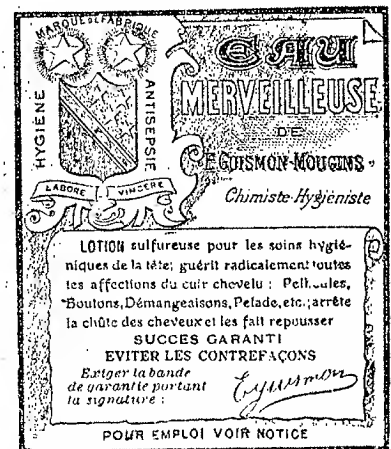 MARQUE DE FABRIQUE
HYGIÈNE
ANTISEPSIE
LABORE VINCERE
EAU
MERVEILLEUSE
DE
F. GUISMON-MOUGINS
Chimiste-Hygiéniste
LOTION sulfureuse pour les soins hygié-
niques de la tête; guérit radicalement toutes
les affections du cuir chevelu : Pellicules,
Boutons, Démangeaisons, Pelade, etc.; arrête
la chûte des cheveux et les fait repousser
SUCCES GARANTI
EVITER LES CONTREFAÇONS
Exiger la bande
de garantie portant
la signature :
POUR EMPLOI VOIR NOTICE